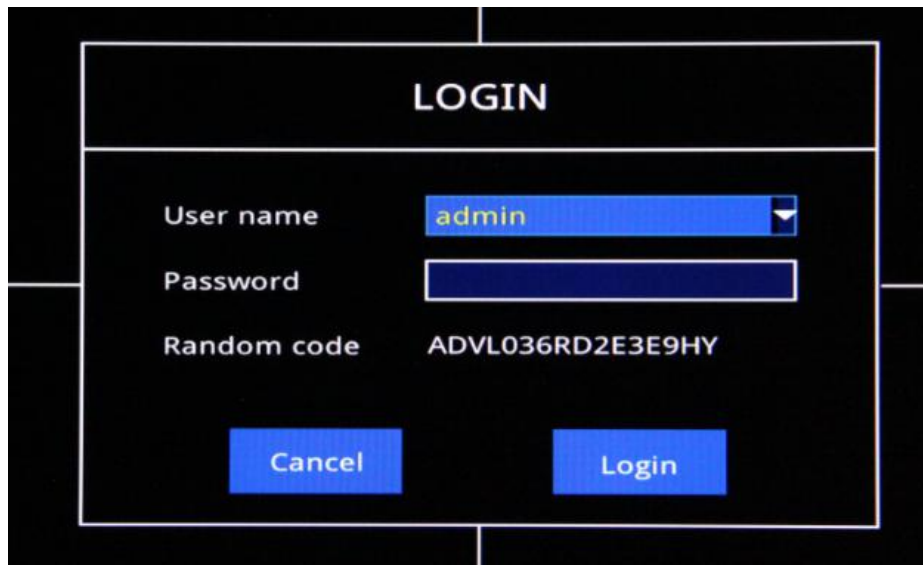 LOGIN
User name admin
Password
Random code ADVL036RD2E3E9HY
Cancel Login